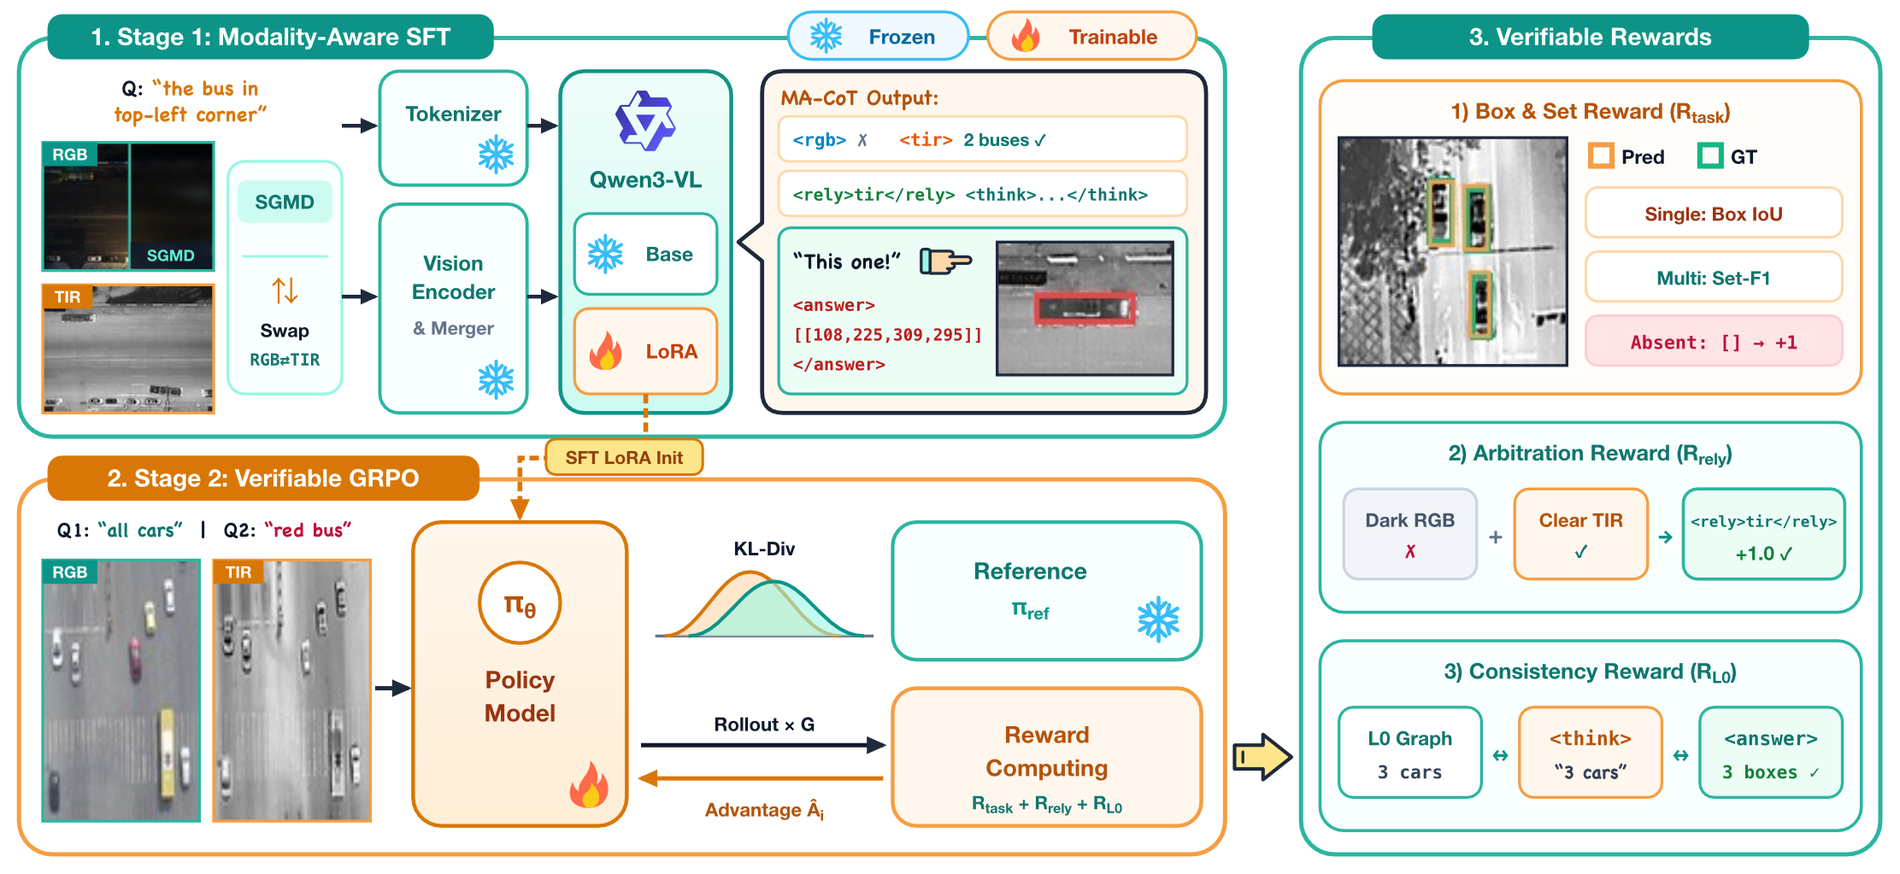 1. Stage 1: Modality-Aware SFT
Frozen
Trainable
Q: “the bus in
top-left corner”
RGB
SGMD
TIR
SGMD
Swap
RGB⇄TIR
Tokenizer
Vision
Encoder
& Merger
Qwen3-VL
Base
LoRA
MA-CoT Output:
<rgb> ✗ <tir> 2 buses ✓
<rely>tir</rely> <think>...</think>
“This one!”
<answer>
[[108,225,309,295]]
</answer>
SFT LoRA Init
2. Stage 2: Verifiable GRPO
Q1: “all cars” | Q2: “red bus”
RGB
TIR
πθ
Policy
Model
KL-Div
Reference
πref
Rollout × G
Advantage Âi
Reward
Computing
Rtask + Rrely + RL0
3. Verifiable Rewards
1) Box & Set Reward (Rtask)
Pred
GT
Single: Box IoU
Multi: Set-F1
Absent: [] → +1
2) Arbitration Reward (Rrely)
Dark RGB
✗
+
Clear TIR
✓
→
<rely>tir</rely>
+1.0 ✓
3) Consistency Reward (RL0)
L0 Graph
3 cars
↔
<think>
“3 cars”
↔
<answer>
3 boxes ✓